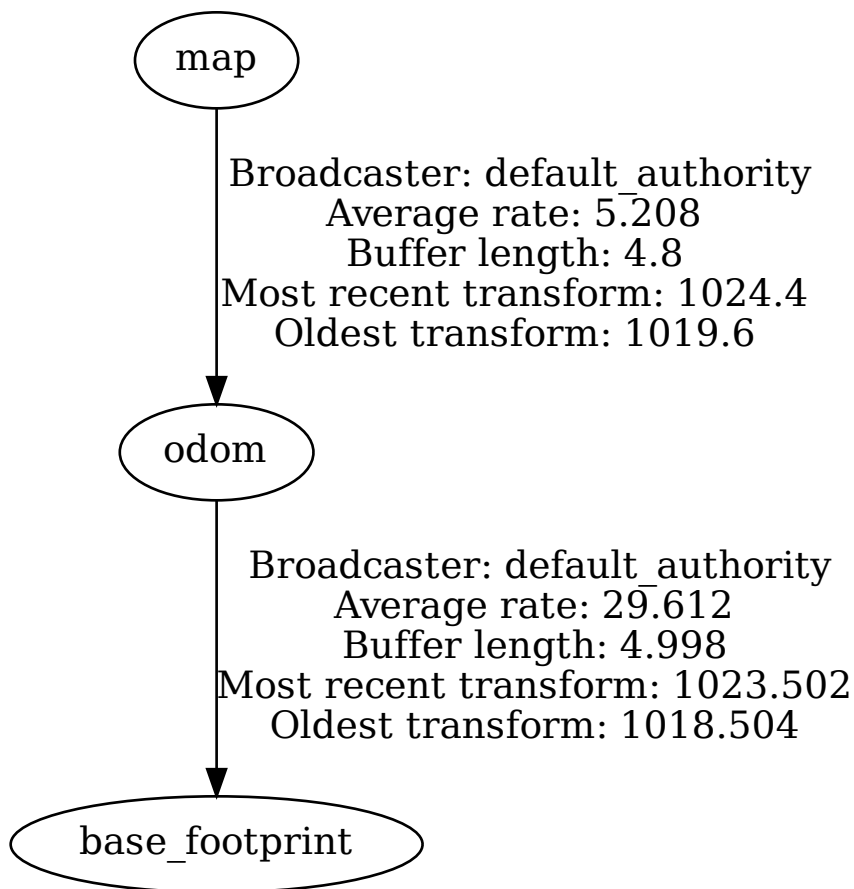 map
Broadcaster: default_authority
Average rate: 5.208
Buffer length: 4.8
Most recent transform: 1024.4
Oldest transform: 1019.6
odom
Broadcaster: default_authority
Average rate: 29.612
Buffer length: 4.998
Most recent transform: 1023.502
Oldest transform: 1018.504
base_footprint